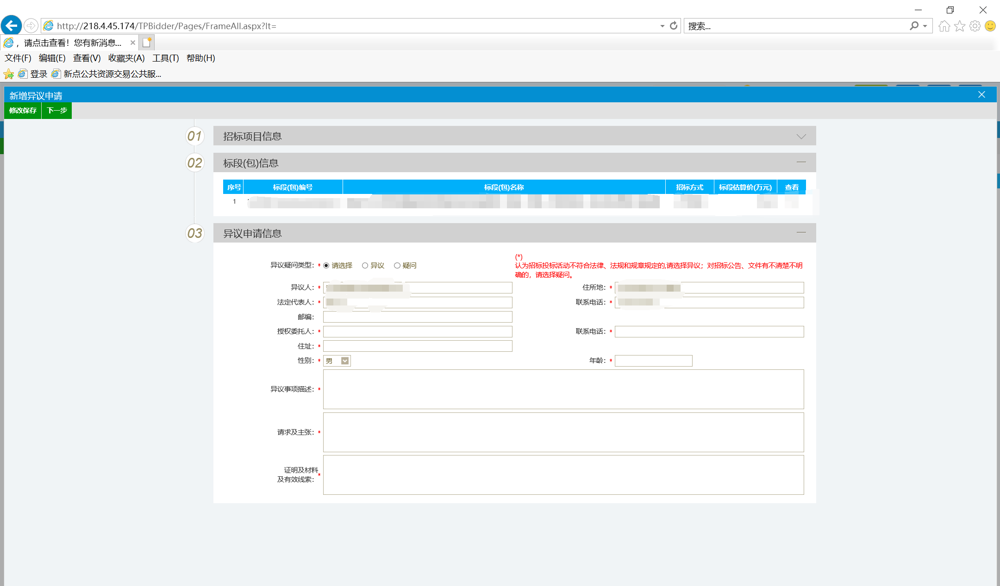 http://218.4.45.174/TPBidder/Pages/FrameAll.aspx?lt=
搜索...
，请点击查看！您有新消息...
文件(F) 编辑(E) 查看(V) 收藏夹(A) 工具(T) 帮助(H)
登录 新点公共资源交易公共服...
新增异议申请
修改保存 下一步
01 招标项目信息
02 标段(包)信息
序号 标段(包)编号 标段(包)名称 招标方式 标段估算价(万元) 查看
1
03 异议申请信息
(*)
异议疑问类型：* 请选择 异议 疑问
认为招标投标活动不符合法律、法规和规章规定的,请选择异议；对招标公告、文件有不清楚不明
确的，请选择疑问。
异议人：* 住所地：*
法定代表人：* 联系电话：*
邮编：
授权委托人：* 联系电话：*
住址：*
性别：* 男 年龄：*
异议事项描述：*
请求及主张：*
证明及材料
及有效线索：*